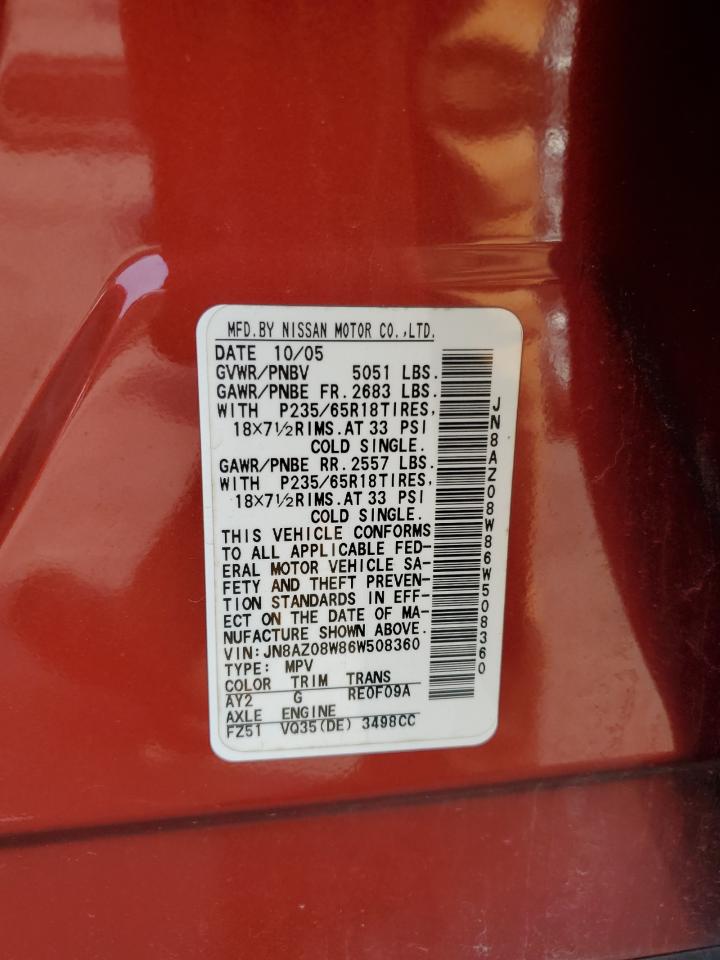 MFD.BY NISSAN MOTOR CO.,LTD.
DATE 10/05
GVWR/PNBV 5051 LBS.
GAWR/PNBE FR.2683 LBS.
WITH P235/65R18TIRES,
18×7½RIMS.AT 33 PSI
COLD SINGLE.
GAWR/PNBE RR.2557 LBS.
WITH P235/65R18TIRES,
18×7½RIMS.AT 33 PSI
COLD SINGLE.
THIS VEHICLE CONFORMS
TO ALL APPLICABLE FED-
ERAL MOTOR VEHICLE SA-
FETY AND THEFT PREVEN-
TION STANDARDS IN EFF-
ECT ON THE DATE OF MA-
NUFACTURE SHOWN ABOVE.
VIN:JN8AZ08W86W508360
TYPE: MPV
COLOR TRIM TRANS
AY2 G RE0F09A
AXLE ENGINE
FZ51 VQ35(DE) 3498CC
JN8AZ08W86W508360